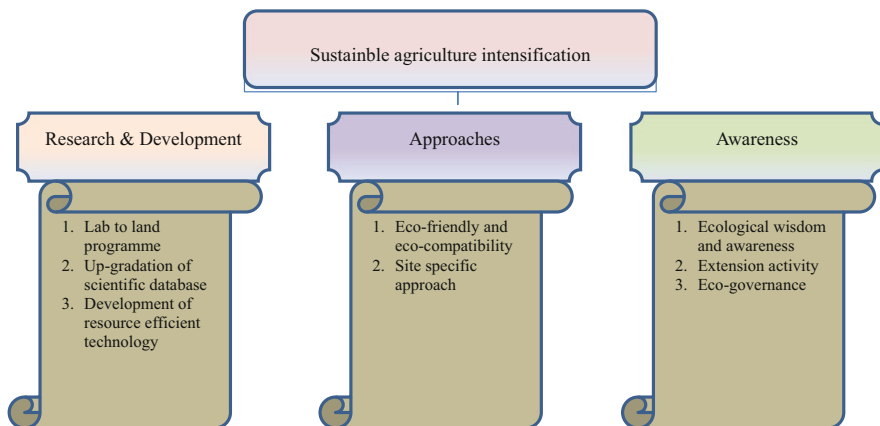 Sustainble agriculture intensification
Research & Development
1. Lab to land
programme
2. Up-gradation of
scientific database
3. Development of
resource efficient
technology
Approaches
1. Eco-friendly and
eco-compatibility
2. Site specific
approach
Awareness
1. Ecological wisdom
and awareness
2. Extension activity
3. Eco-governance